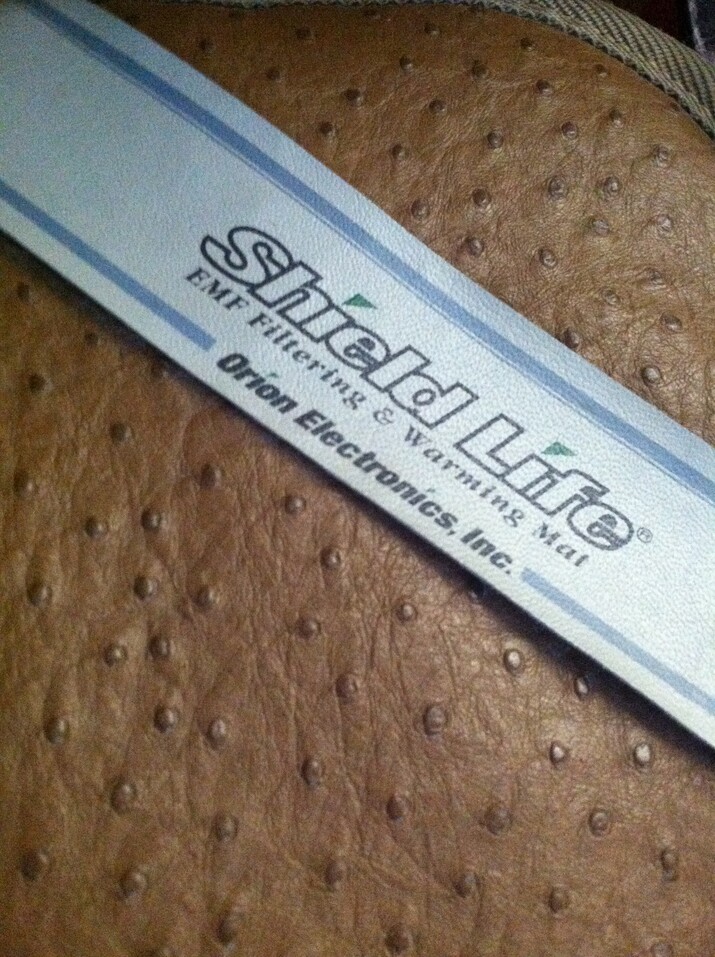 Shield Life®
EMF Filtering & Warming Mat
Orion Electronics, Inc.